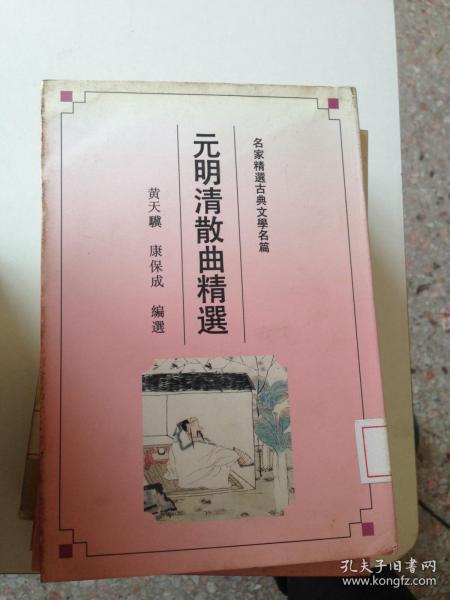 名家精選古典文學名篇
元明清散曲精選
黄天驥 康保成 編選
孔夫子旧书网
www.kongfz.com